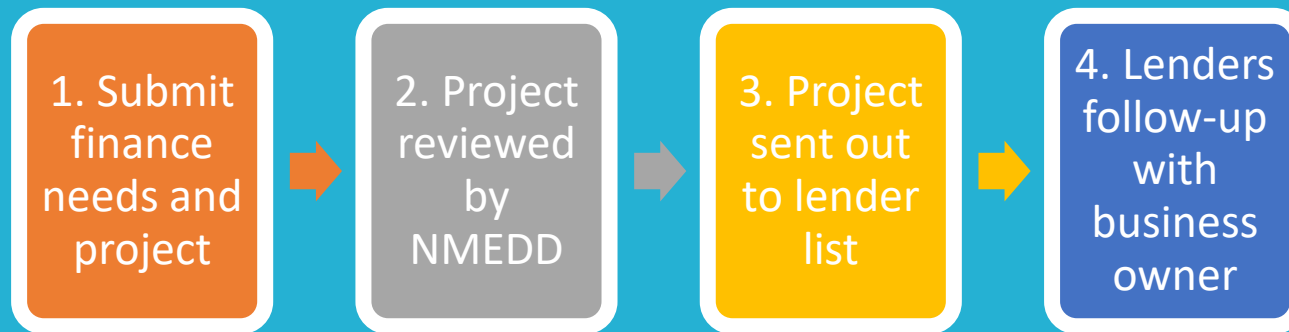 1. Submit
finance
needs and
project
2. Project
reviewed
by
NMEDD
3. Project
sent out
to lender
list
4. Lenders
follow-up
with
business
owner